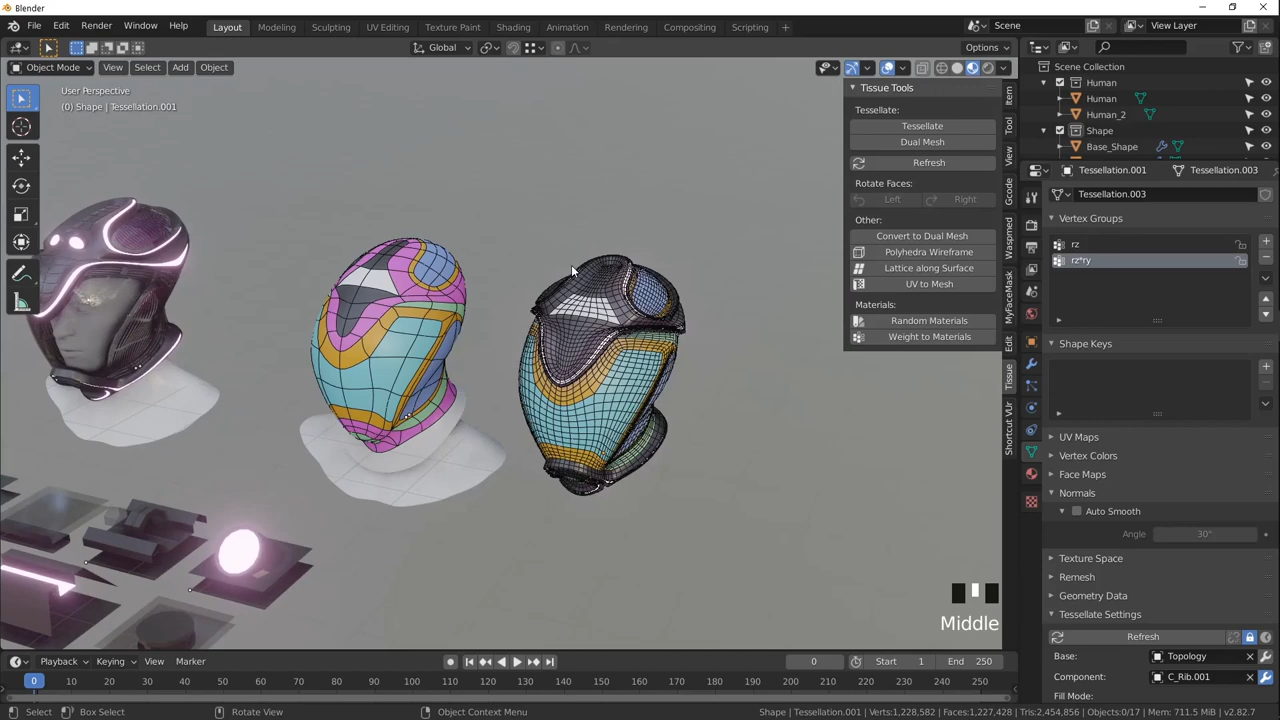 Blender
File Edit Render Window Help Layout Modeling Sculpting UV Editing Texture Paint Shading Animation Rendering Compositing Scripting + Scene View Layer
Global Options
Object Mode View Select Add Object
User Perspective
(0) Shape | Tessellation.001
Tissue Tools
Tessellate:
Tessellate
Dual Mesh
Refresh
Rotate Faces:
Left Right
Other:
Convert to Dual Mesh
Polyhedra Wireframe
Lattice along Surface
UV to Mesh
Materials:
Random Materials
Weight to Materials
Item
Tool
View
Gcode
Waspmed
MyFaceMask
Edit
Tissue
Shortcut VUr
Scene Collection
Human
Human
Human_2
Shape
Base_Shape
Tessellation.001 Tessellation.003
Tessellation.003
Vertex Groups
rz
rz*ry
Shape Keys
UV Maps
Vertex Colors
Face Maps
Normals
Auto Smooth
Angle 30°
Texture Space
Remesh
Geometry Data
Tessellate Settings
Refresh
Base: Topology
Component: C_Rib.001
Fill Mode:
Middle
Playback Keying View Marker 0 Start 1 End 250
0 10 20 30 40 50 60 70 80 90 100 110 120 130 140 150 160 170 180 190 200 210 220 230 240 250
Select Box Select Rotate View Object Context Menu Shape | Tessellation.001 | Verts:1,228,582 | Faces:1,227,428 | Tris:2,454,856 | Objects:0/17 | Mem: 711.5 MiB | v2.82.7